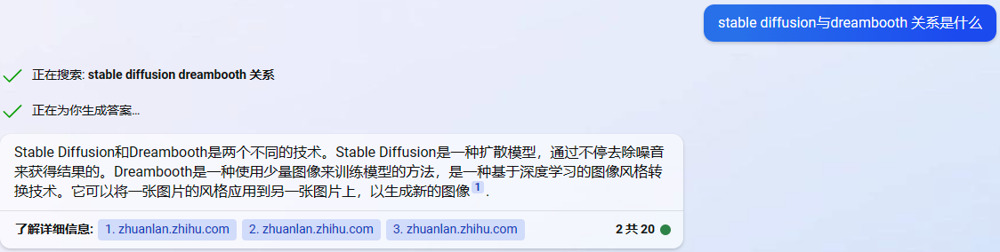 stable diffusion与dreambooth 关系是什么
正在搜索: stable diffusion dreambooth 关系
正在为你生成答案...
Stable Diffusion和Dreambooth是两个不同的技术。Stable Diffusion是一种扩散模型，通过不停去除噪音
来获得结果的。Dreambooth是一种使用少量图像来训练模型的方法，是一种基于深度学习的图像风格转
换技术。它可以将一张图片的风格应用到另一张图片上，以生成新的图像 1 .
了解详细信息: 1. zhuanlan.zhihu.com 2. zhuanlan.zhihu.com 3. zhuanlan.zhihu.com 2 共 20